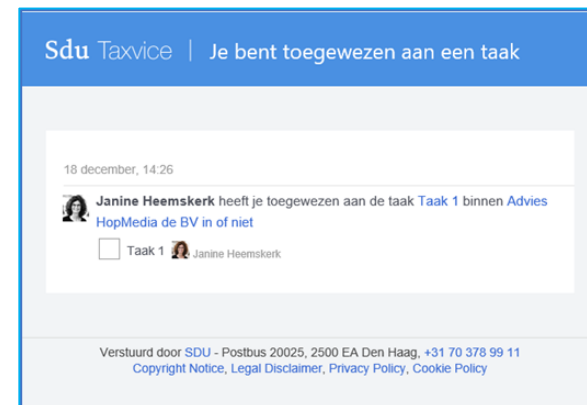 Sdu Taxvice | Je bent toegewezen aan een taak
18 december, 14:26
Janine Heemskerk heeft je toegewezen aan de taak Taak 1 binnen Advies
HopMedia de BV in of niet
Taak 1 Janine Heemskerk
Verstuurd door SDU - Postbus 20025, 2500 EA Den Haag, +31 70 378 99 11
Copyright Notice, Legal Disclaimer, Privacy Policy, Cookie Policy